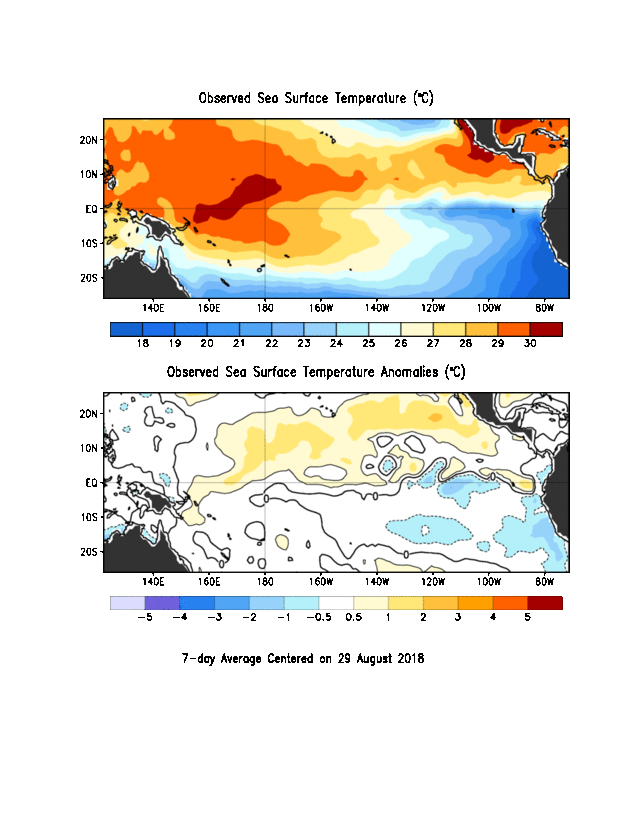 Observed Sea Surface Temperature (°C)
20N
10N
EQ
10S
20S
140E 160E 180 160W 140W 120W 100W 80W
18 19 20 21 22 23 24 25 26 27 28 29 30
Observed Sea Surface Temperature Anomalies (°C)
20N
10N
EQ
10S
20S
0 0
140E 160E 180 160W 140W 120W 100W 80W
-5 -4 -3 -2 -1 -0.5 0.5 1 2 3 4 5
7-day Average Centered on 29 August 2018